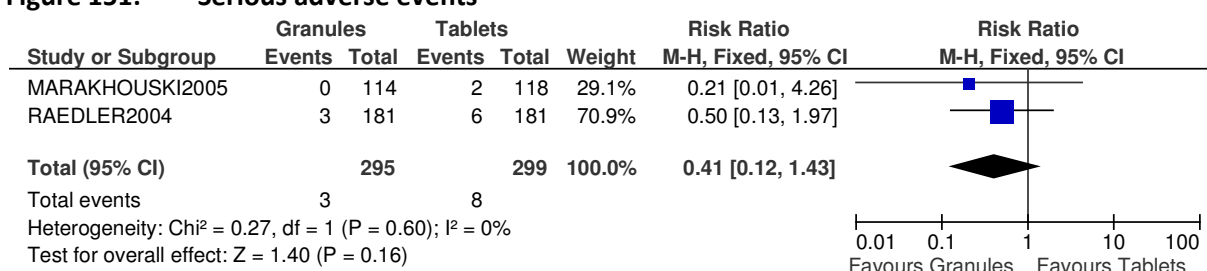 Figure 151: Serious adverse events
Granules Tablets Risk Ratio Risk Ratio
Study or Subgroup Events Total Events Total Weight M-H, Fixed, 95% CI M-H, Fixed, 95% CI
MARAKHOUSKI2005 0 114 2 118 29.1% 0.21 [0.01, 4.26]
RAEDLER2004 3 181 6 181 70.9% 0.50 [0.13, 1.97]
Total (95% CI) 295 299 100.0% 0.41 [0.12, 1.43]
Total events 3 8
Heterogeneity: Chi² = 0.27, df = 1 (P = 0.60); I² = 0%
Test for overall effect: Z = 1.40 (P = 0.16)
0.01 0.1 1 10 100
Favours Granules Favours Tablets